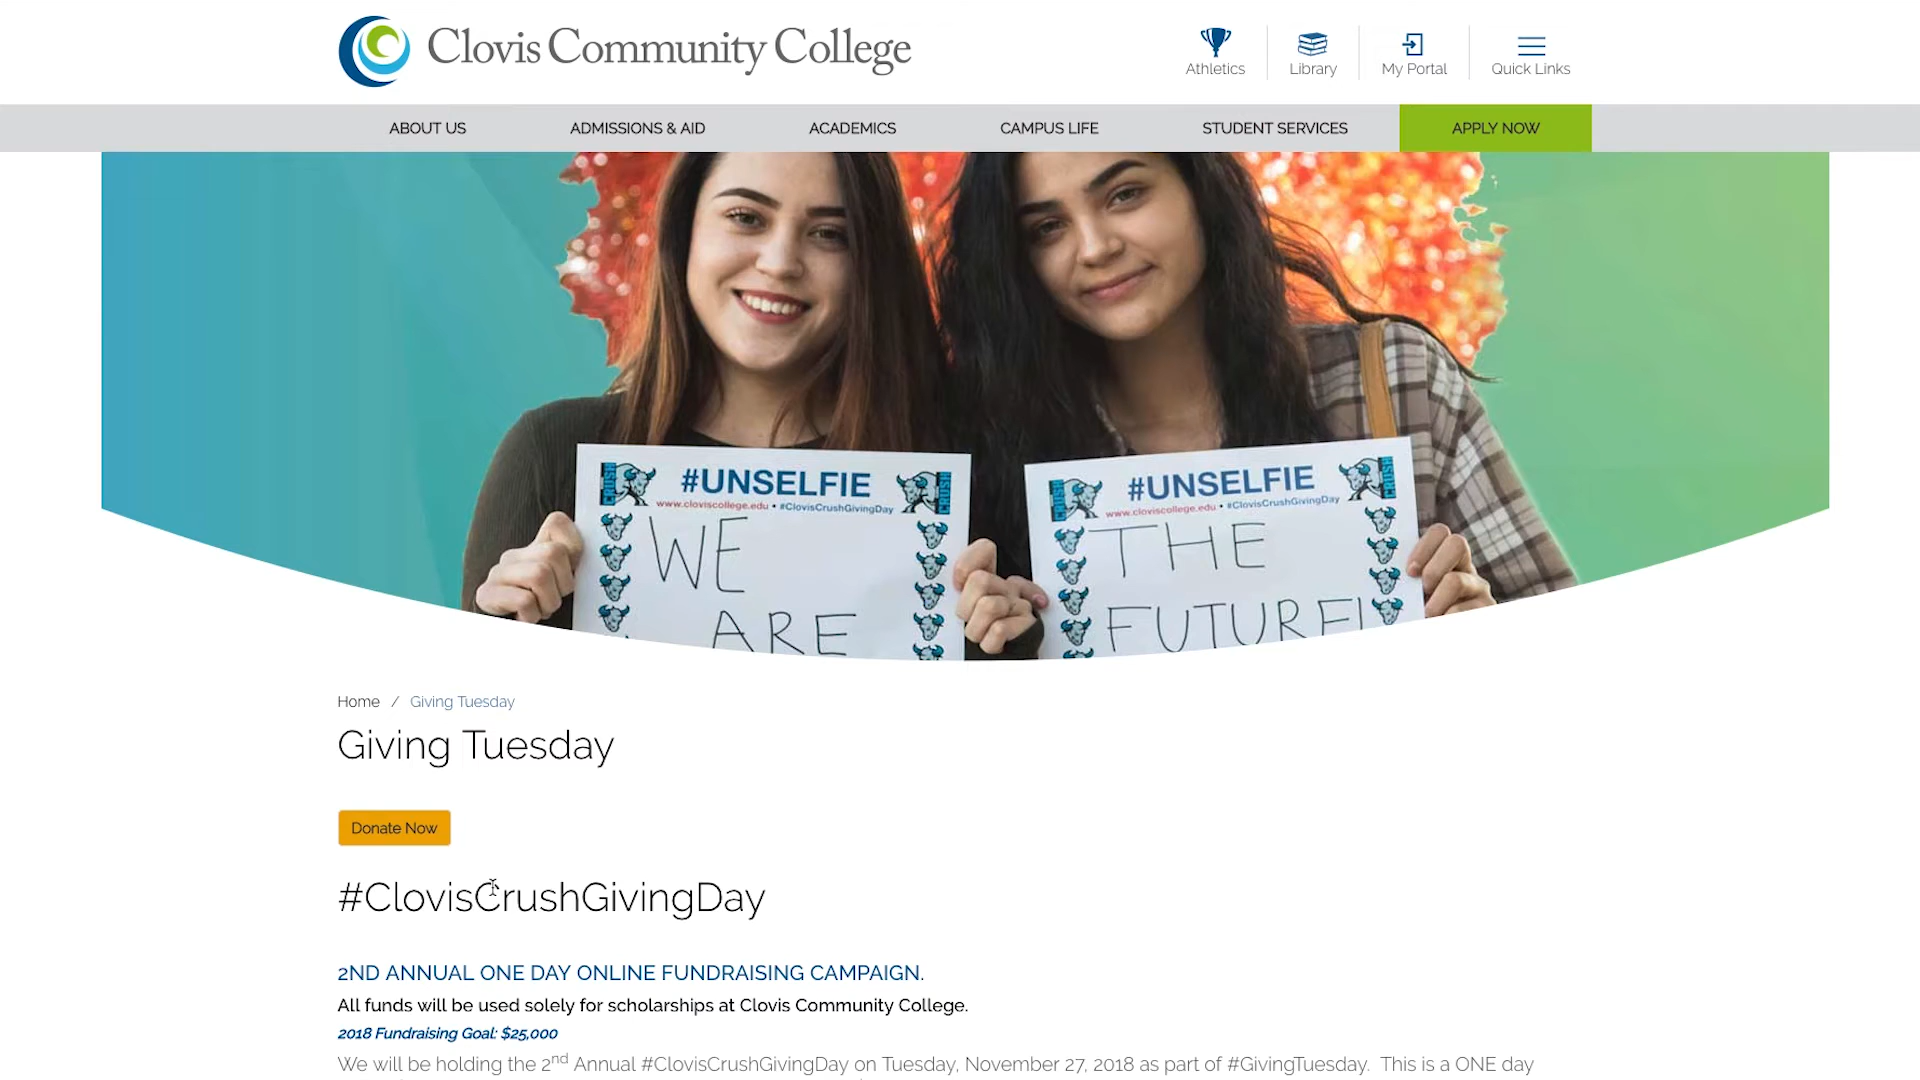 Clovis Community College
Athletics
Library
My Portal
Quick Links
ABOUT US
ADMISSIONS & AID
ACADEMICS
CAMPUS LIFE
STUDENT SERVICES
APPLY NOW
CRUSH
#UNSELFIE
CRUSH
www.cloviscollege.edu • #ClovisCrushGivingDay
WE
ARE
CRUSH
#UNSELFIE
CRUSH
www.cloviscollege.edu • #ClovisCrushGivingDay
THE
FUTURE!
Home / Giving Tuesday
Giving Tuesday
Donate Now
#ClovisCrushGivingDay
2ND ANNUAL ONE DAY ONLINE FUNDRAISING CAMPAIGN.
All funds will be used solely for scholarships at Clovis Community College.
2018 Fundraising Goal: $25,000
We will be holding the 2nd Annual #ClovisCrushGivingDay on Tuesday, November 27, 2018 as part of #GivingTuesday. This is a ONE day